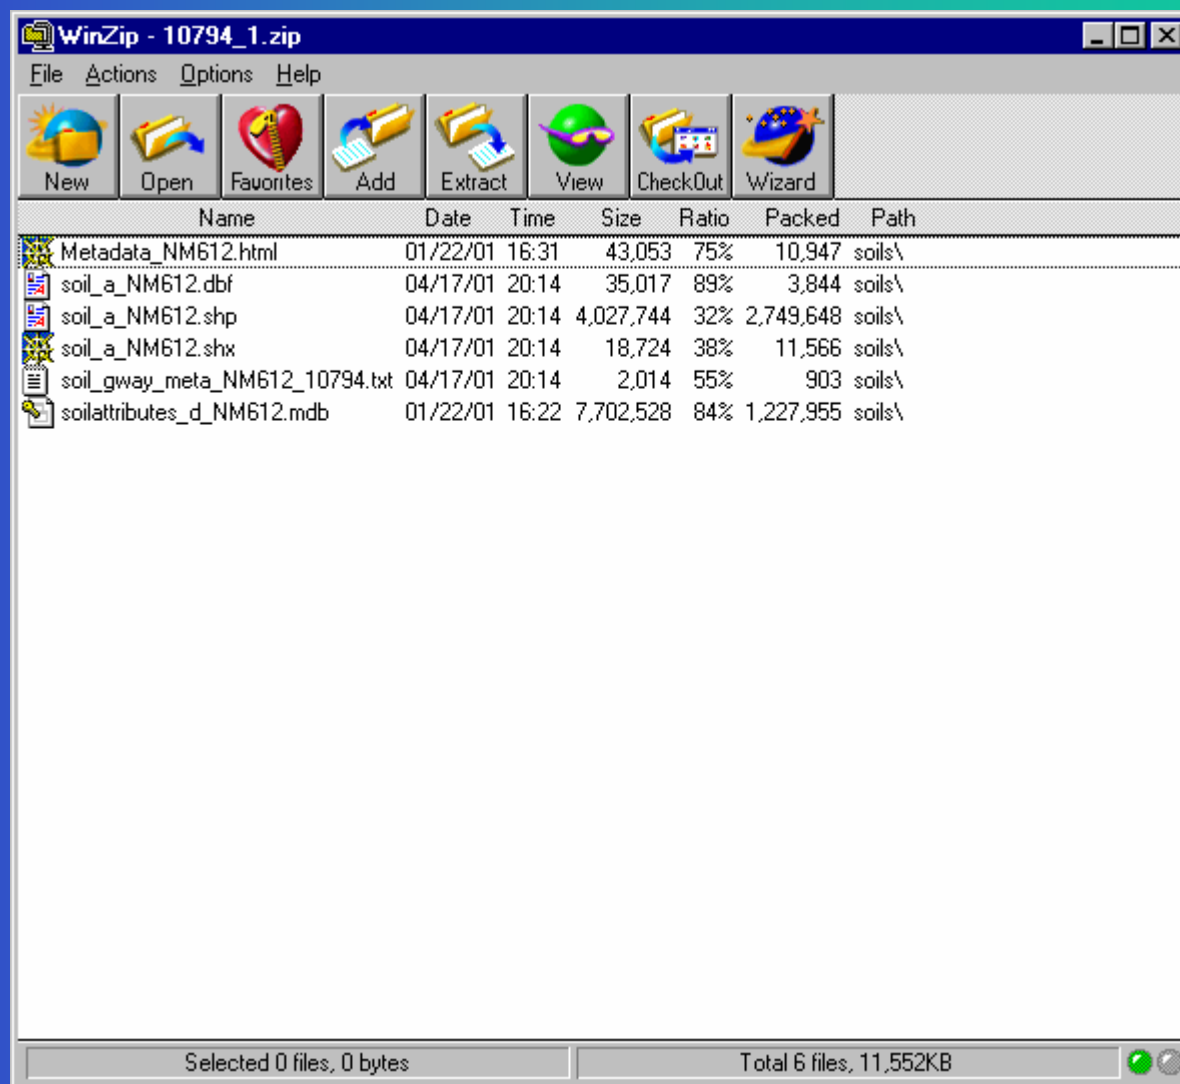 WinZip - 10794_1.zip
File Actions Options Help
New Open Favorites Add Extract View CheckOut Wizard
Name Date Time Size Ratio Packed Path
Metadata_NM612.html 01/22/01 16:31 43,053 75% 10,947 soils\
soil_a_NM612.dbf 04/17/01 20:14 35,017 89% 3,844 soils\
soil_a_NM612.shp 04/17/01 20:14 4,027,744 32% 2,749,648 soils\
soil_a_NM612.shx 04/17/01 20:14 18,724 38% 11,566 soils\
soil_gway_meta_NM612_10794.txt 04/17/01 20:14 2,014 55% 903 soils\
soilattributes_d_NM612.mdb 01/22/01 16:22 7,702,528 84% 1,227,955 soils\
Selected 0 files, 0 bytes Total 6 files, 11,552KB